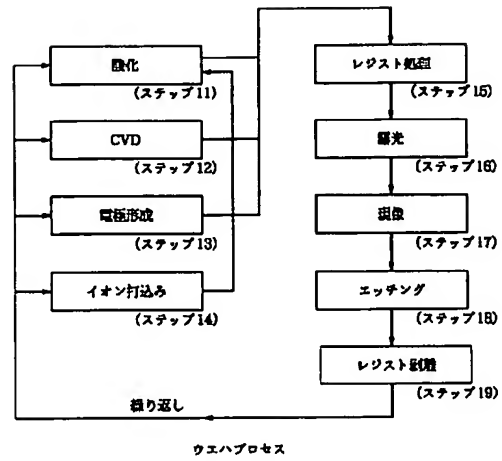 酸化
(ステップ11)
CVD
(ステップ12)
電極形成
(ステップ13)
イオン打込み
(ステップ14)
レジスト処理
(ステップ15)
露光
(ステップ16)
現像
(ステップ17)
エッチング
(ステップ18)
レジスト剥離
(ステップ19)
繰り返し
ウエハプロセス